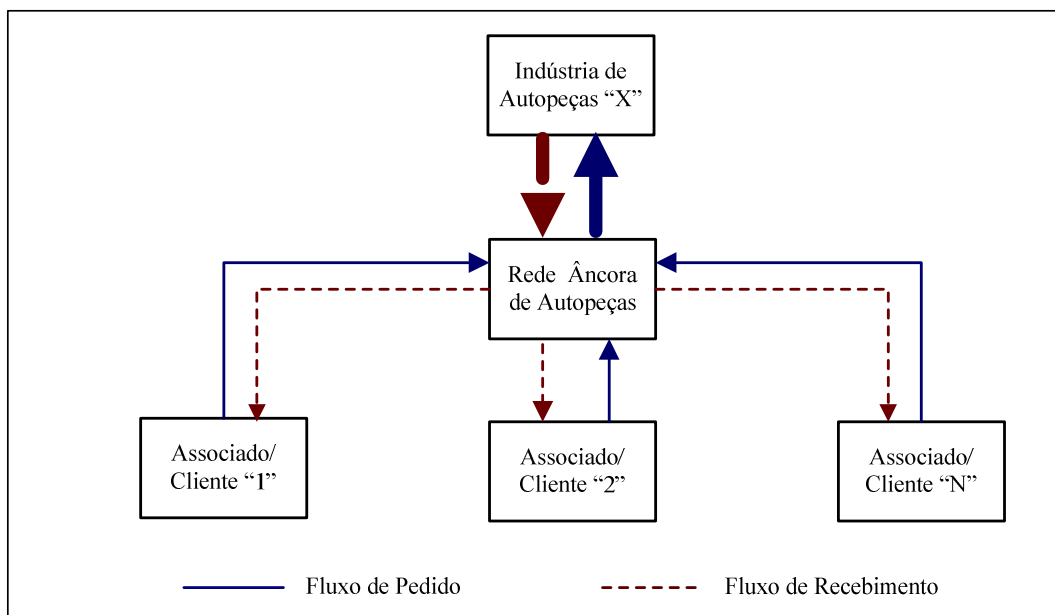 Indústria de
Autopeças “X”
Rede Âncora
de Autopeças
Associado/
Cliente “1”
Associado/
Cliente “2”
Associado/
Cliente “N”
Fluxo de Pedido
Fluxo de Recebimento